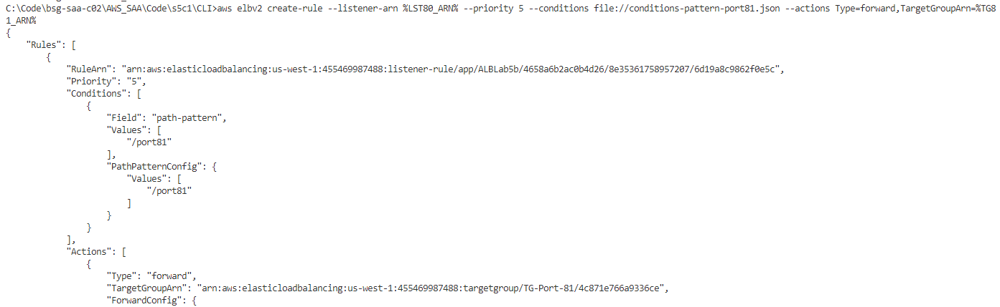 C:\Code\bsg-saa-c02\AWS_SAA\Code\s5c1\CLI>aws elbv2 create-rule --listener-arn %LST80_ARN% --priority 5 --conditions file://conditions-pattern-port81.json --actions Type=forward,TargetGroupArn=%TG8
1_ARN%
{
    "Rules": [
        {
            "RuleArn": "arn:aws:elasticloadbalancing:us-west-1:455469987488:listener-rule/app/ALBLab5b/4658a6b2ac0b4d26/8e35361758957207/6d19a8c9862f0e5c",
            "Priority": "5",
            "Conditions": [
                {
                    "Field": "path-pattern",
                    "Values": [
                        "/port81"
                    ],
                    "PathPatternConfig": {
                        "Values": [
                            "/port81"
                        ]
                    }
                }
            ],
            "Actions": [
                {
                    "Type": "forward",
                    "TargetGroupArn": "arn:aws:elasticloadbalancing:us-west-1:455469987488:targetgroup/TG-Port-81/4c871e766a9336ce",
                    "ForwardConfig": {